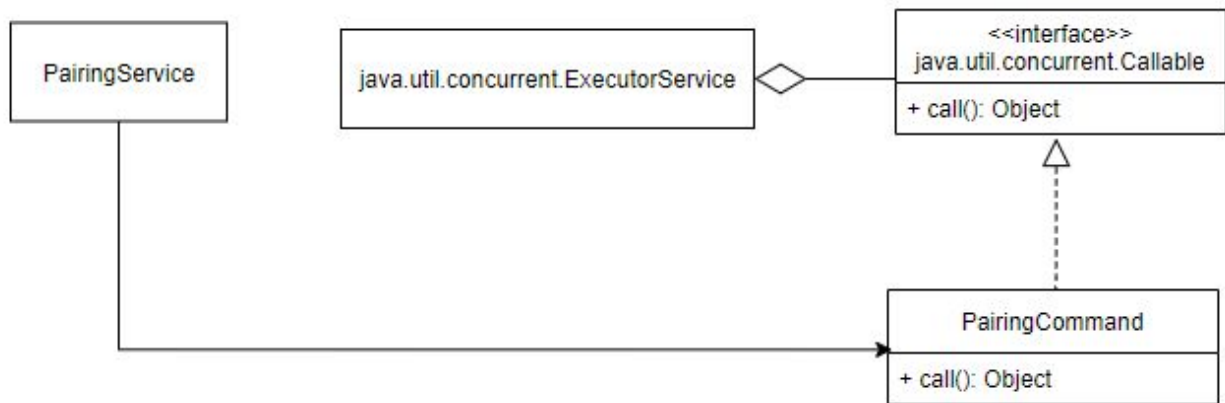 PairingService
java.util.concurrent.ExecutorService
<<interface>>
java.util.concurrent.Callable
+ call(): Object
PairingCommand
+ call(): Object